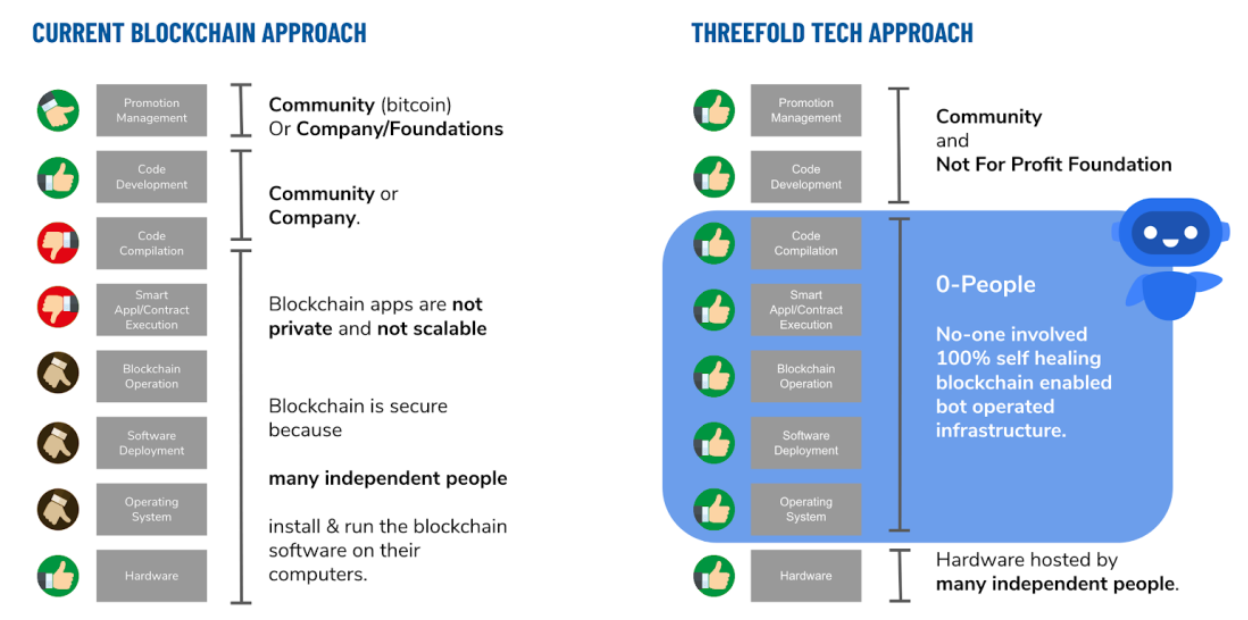 CURRENT BLOCKCHAIN APPROACH
Promotion
Management
Community (bitcoin)
Or Company/Foundations
Code
Development
Community or
Company.
Code
Compilation
Smart
Appl/Contract
Execution
Blockchain apps are not
private and not scalable
Blockchain
Operation
Blockchain is secure
because
Software
Deployment
many independent people
Operating
System
install & run the blockchain
software on their
computers.
Hardware
THREEFOLD TECH APPROACH
Promotion
Management
Code
Development
Community
and
Not For Profit Foundation
Code
Compilation
Smart
Appl/Contract
Execution
Blockchain
Operation
Software
Deployment
Operating
System
0-People
No-one involved
100% self healing
blockchain enabled
bot operated
infrastructure.
Hardware
Hardware hosted by
many independent people.